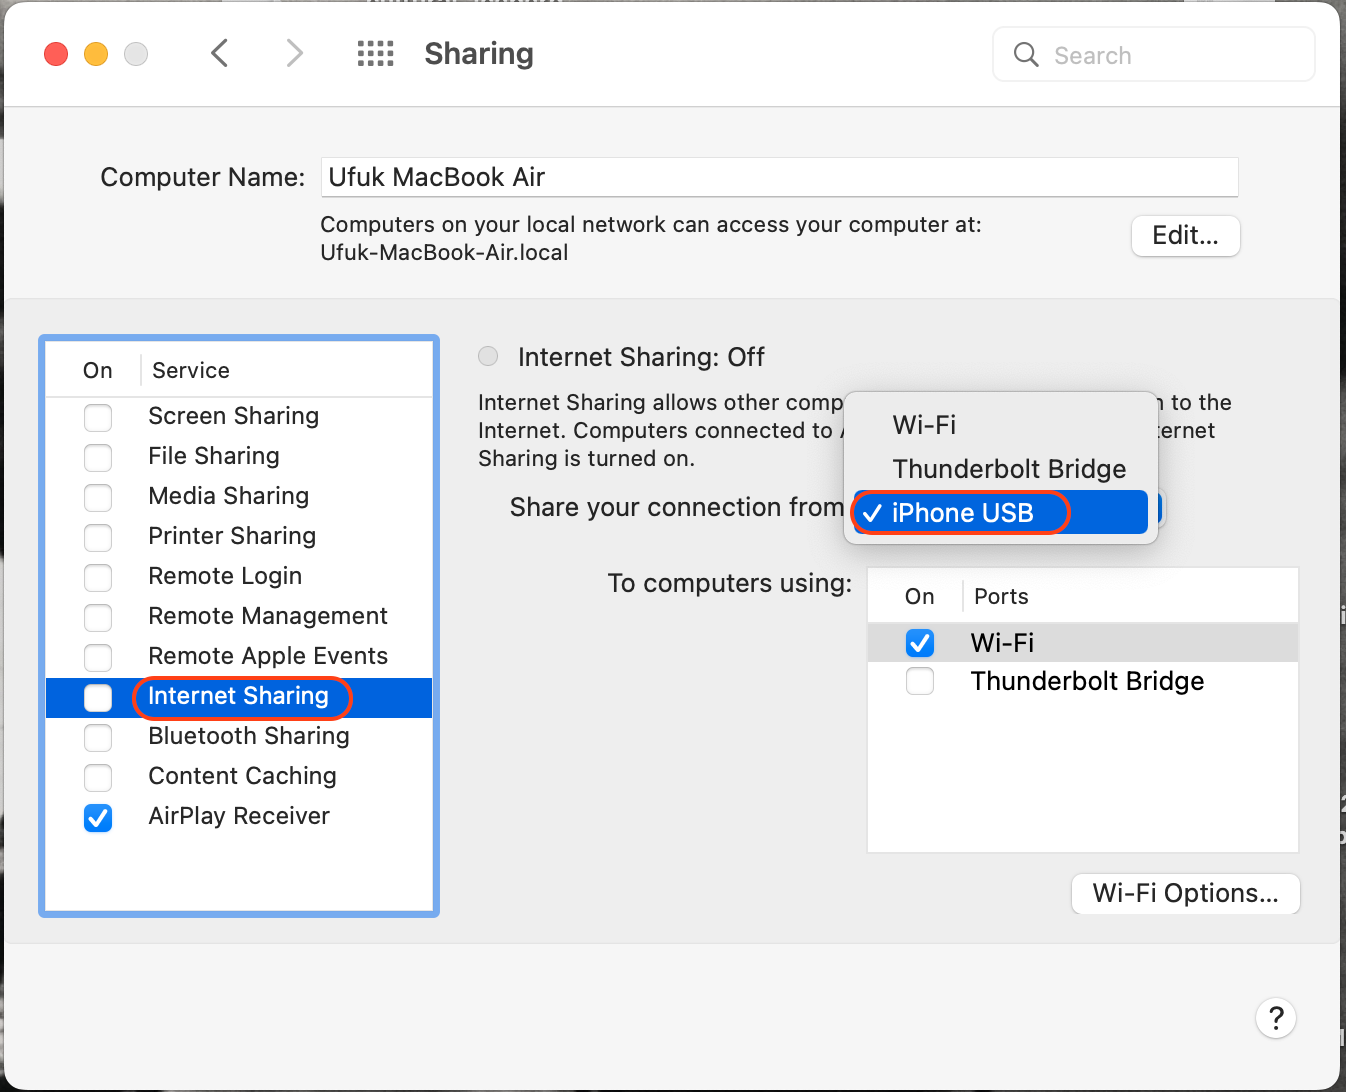 Sharing
Search
Computer Name:
Ufuk MacBook Air
Computers on your local network can access your computer at:
Ufuk-MacBook-Air.local
Edit...
On Service
Screen Sharing
File Sharing
Media Sharing
Printer Sharing
Remote Login
Remote Management
Remote Apple Events
Internet Sharing
Bluetooth Sharing
Content Caching
AirPlay Receiver
Internet Sharing: Off
Internet Sharing allows other to the
Internet. Computers connected to
Sharing is turned on.
Share your connection from
Wi-Fi
Thunderbolt Bridge
✓ iPhone USB
To computers using:
On Ports
Wi-Fi
Thunderbolt Bridge
Wi-Fi Options...
?